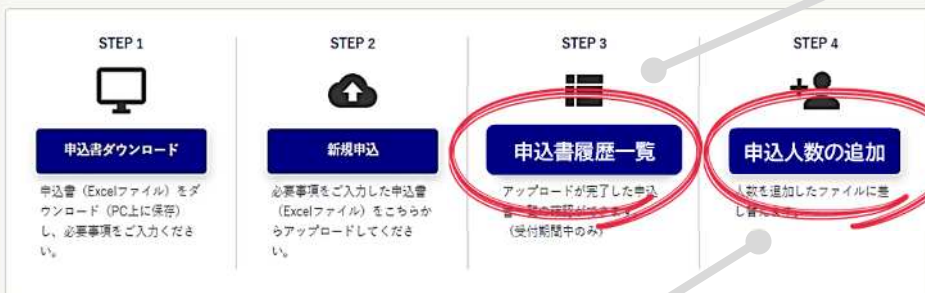 STEP 1
申込書ダウンロード
申込書（Excelファイル）をダ
ウンロード（PC上に保存）
し、必要事項をご入力くださ
い。
STEP 2
新規申込
必要事項をご入力した申込書
（Excelファイル）をこちらか
らアップロードしてくださ
い。
STEP 3
申込書履歴一覧
アップロードが完了した申込
（受付期間中のみ）
STEP 4
申込人数の追加
人数を追加したファイルに差